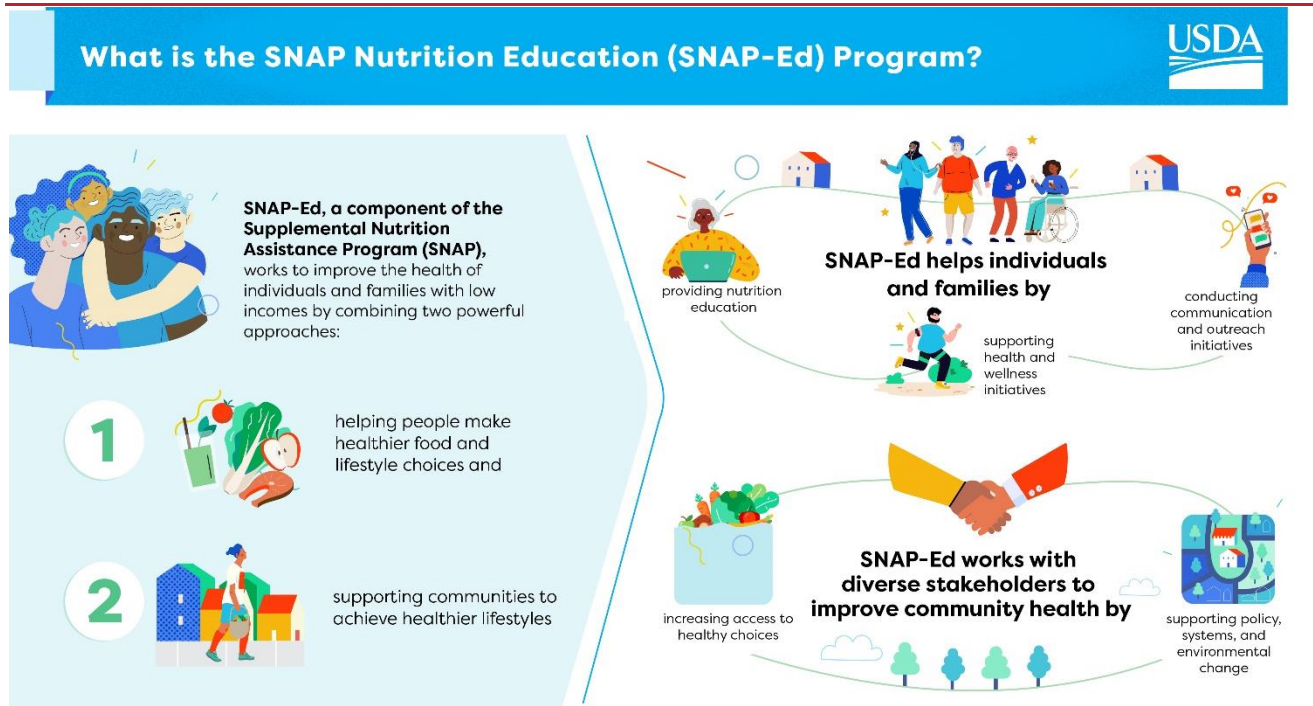 What is the SNAP Nutrition Education (SNAP-Ed) Program?
USDA
SNAP-Ed, a component of the
Supplemental Nutrition
Assistance Program (SNAP),
works to improve the health of
individuals and families with low
incomes by combining two powerful
approaches:
1
helping people make
healthier food and
lifestyle choices and
2
supporting communities to
achieve healthier lifestyles
SNAP-Ed helps individuals
and families by
providing nutrition
education
supporting
health and
wellness
initiatives
conducting
communication
and outreach
initiatives
SNAP-Ed works with
diverse stakeholders to
improve community health by
increasing access to
healthy choices
supporting policy,
systems, and
environmental
change